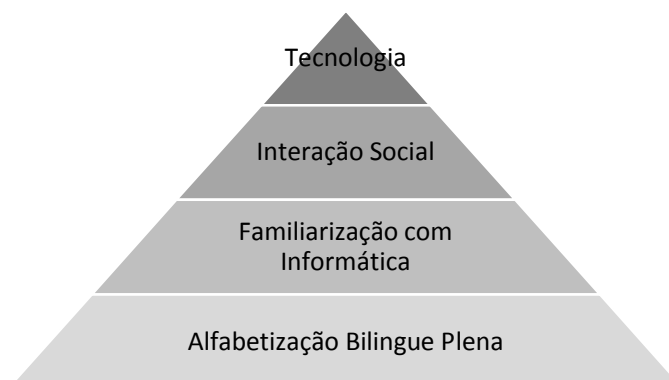 Tecnologia
Interação Social
Familiarização com
Informática
Alfabetização Bilingue Plena